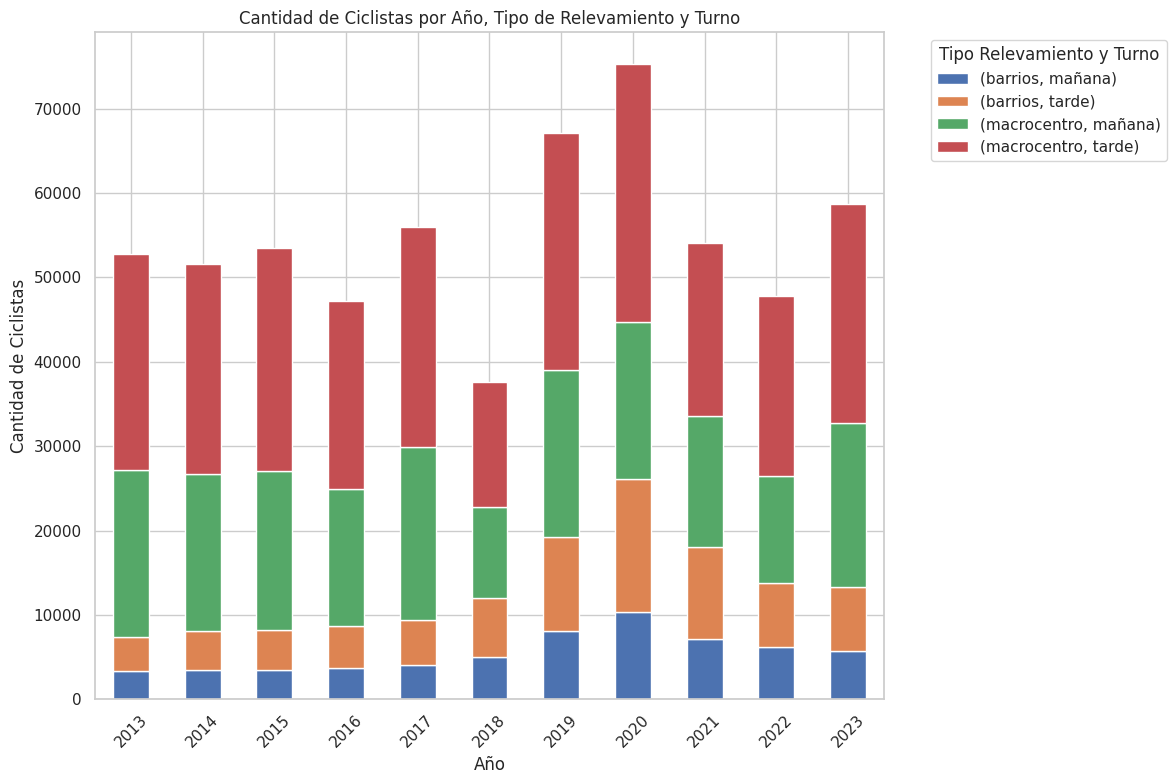 Cantidad de Ciclistas por Año, Tipo de Relevamiento y Turno
Tipo Relevamiento y Turno
(barrios, mañana)
(barrios, tarde)
(macrocentro, mañana)
(macrocentro, tarde)
Cantidad de Ciclistas
70000
60000
50000
40000
30000
20000
10000
0
2013
2014
2015
2016
2017
2018
2019
2020
2021
2022
2023
Año